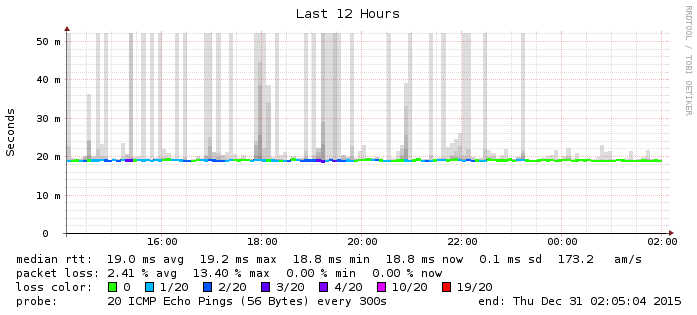 Last 12 Hours
RRDTOOL / TOBI OETIKER
Seconds
50 m
40 m
30 m
20 m
10 m
0
16:00 18:00 20:00 22:00 00:00 02:00
median rtt: 19.0 ms avg 19.2 ms max 18.8 ms min 18.8 ms now 0.1 ms sd 173.2 am/s
packet loss: 2.41 % avg 13.40 % max 0.00 % min 0.00 % now
loss color: 0 1/20 2/20 3/20 4/20 10/20 19/20
probe: 20 ICMP Echo Pings (56 Bytes) every 300s end: Thu Dec 31 02:05:04 2015